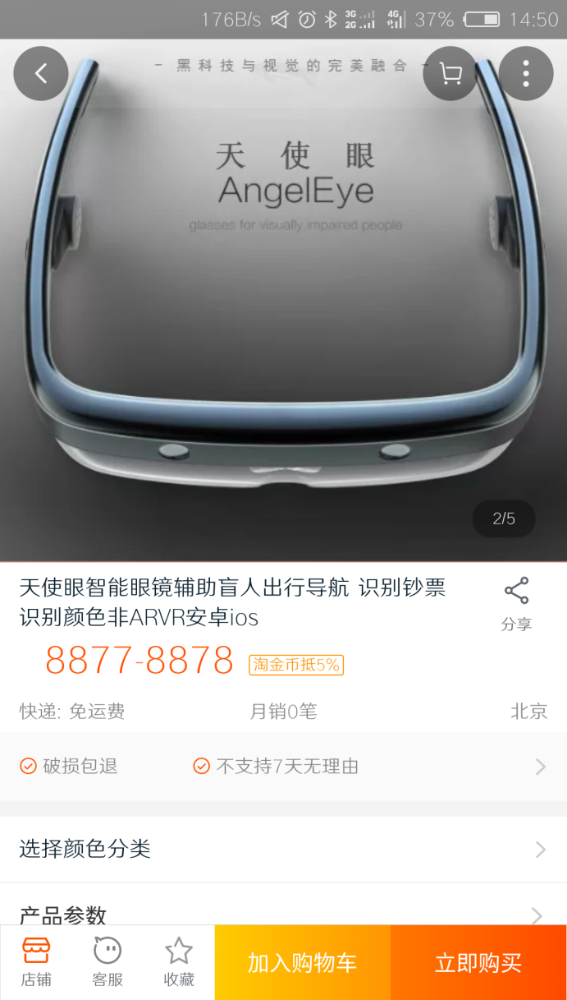 176B/s 3G 2G 4G 37% 14:50
- 黑科技与视觉的完美融合 -
天使眼
AngelEye
glasses for visually impaired people
2/5
天使眼智能眼镜辅助盲人出行导航 识别钞票
识别颜色非ARVR安卓ios
分享
8877-8878 淘金币抵5%
快递: 免运费 月销0笔 北京
破损包退 不支持7天无理由
选择颜色分类
产品参数
店铺 客服 收藏 加入购物车 立即购买